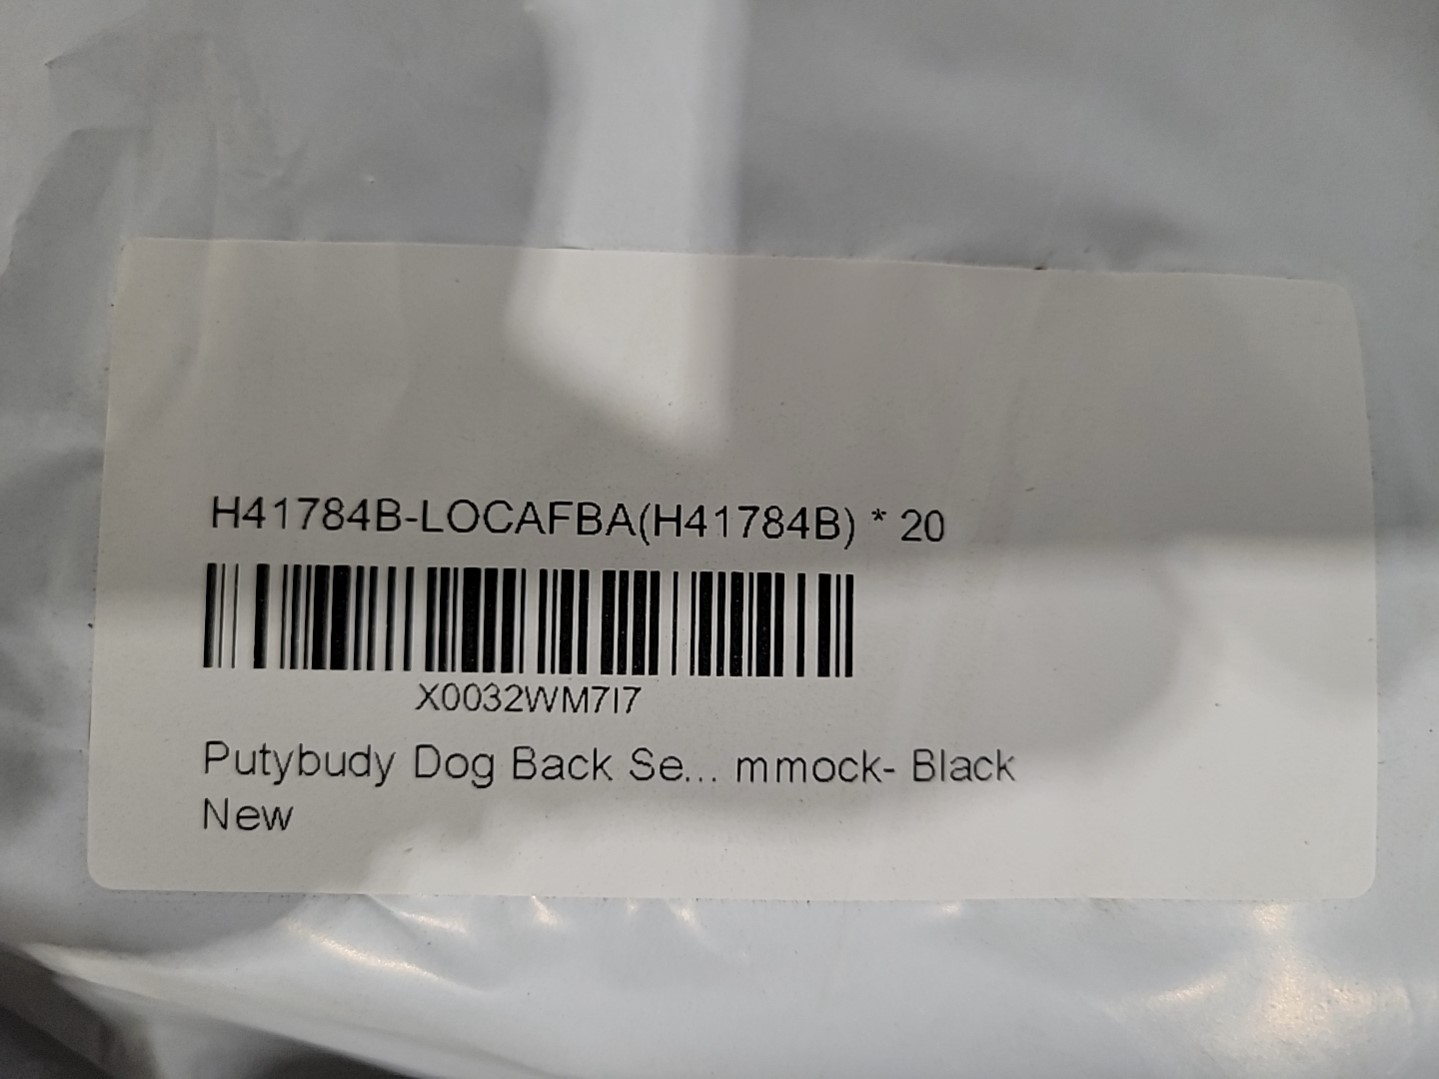 H41784B-LOCAFBA(H41784B) * 20
X0032WM7I7
Putybudy Dog Back Se... mmock- Black
New